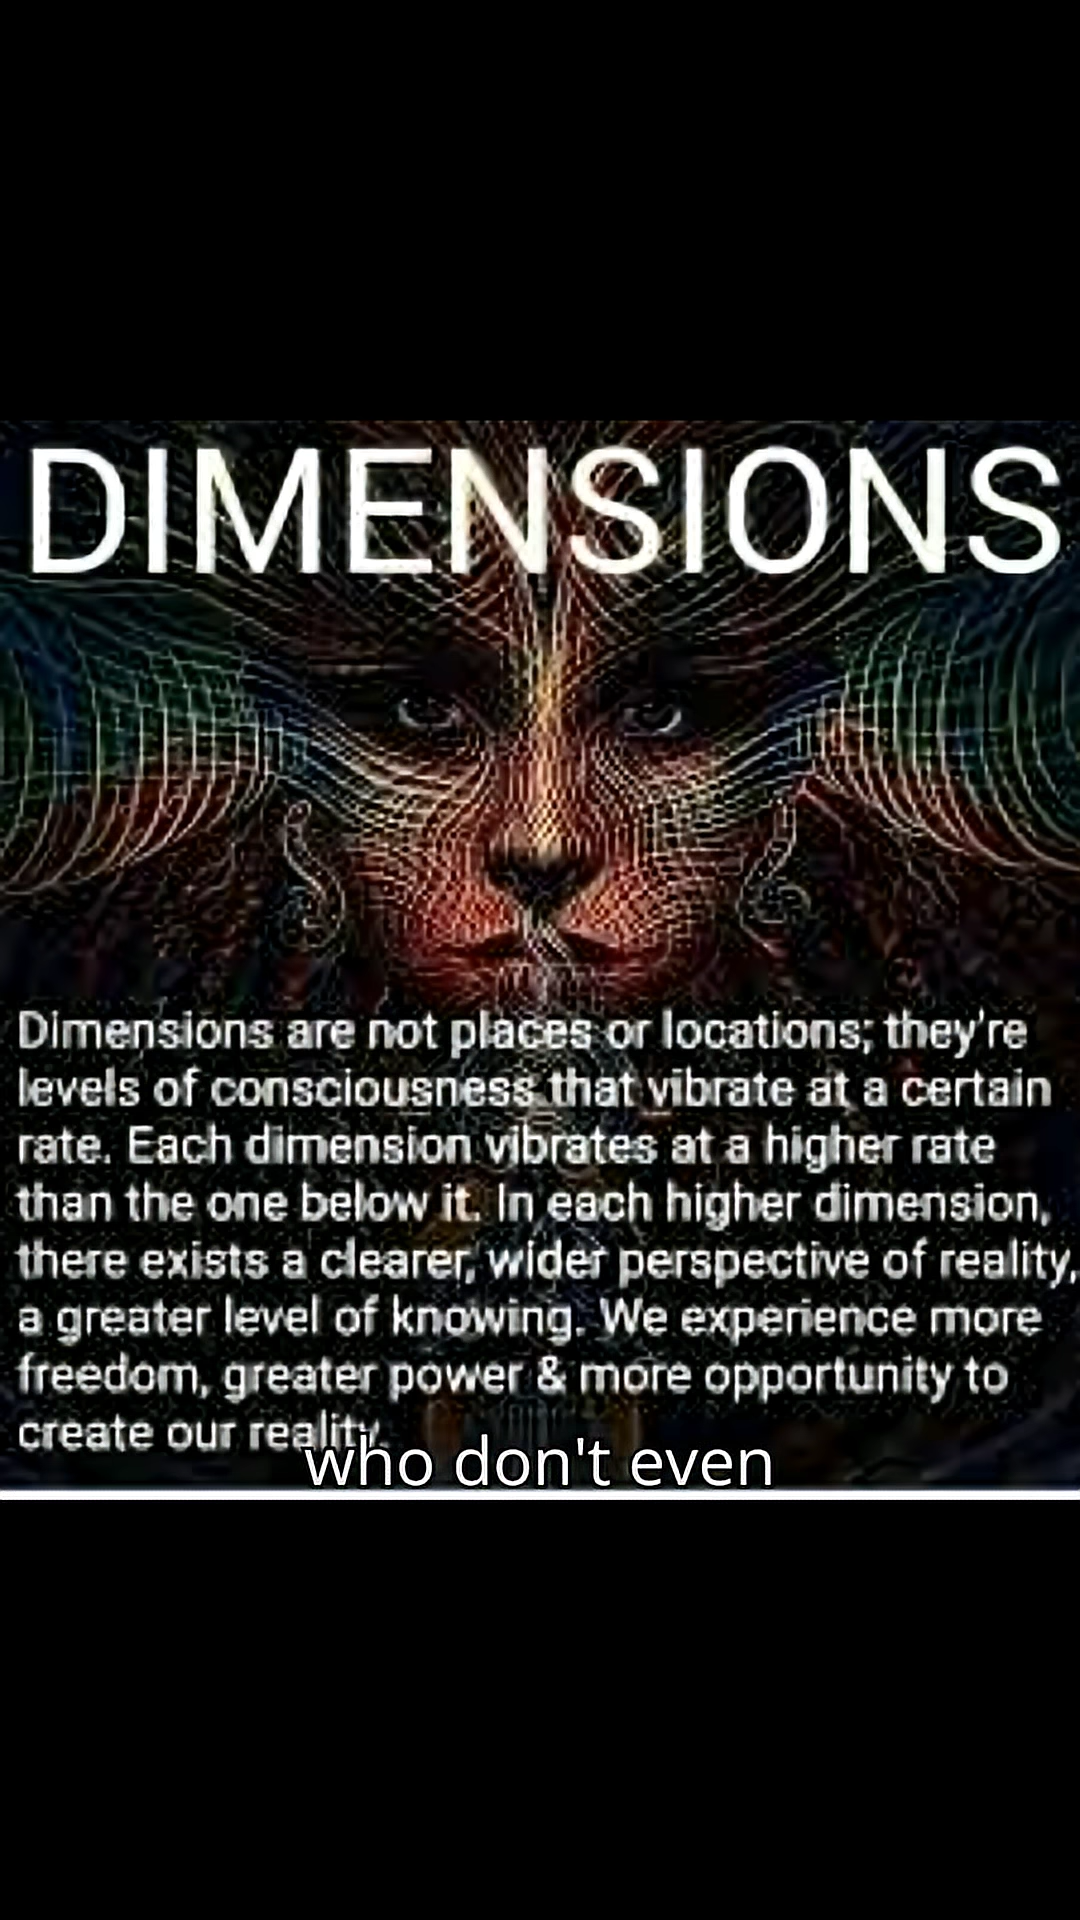 DIMENSIONS
Dimensions are not places or locations; they're
levels of consciousness that vibrate at a certain
rate. Each dimension vibrates at a higher rate
than the one below it. In each higher dimension,
there exists a clearer, wider perspective of reality,
a greater level of knowing. We experience more
freedom, greater power & more opportunity to
create our reality.
who don't even